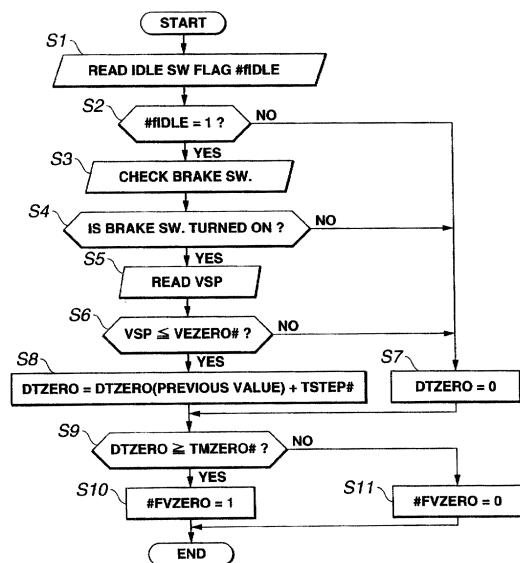 START
S1
READ IDLE SW FLAG #fIDLE
S2
#fIDLE = 1 ?
NO
YES
S3
CHECK BRAKE SW.
S4
IS BRAKE SW. TURNED ON ?
NO
YES
S5
READ VSP
S6
VSP ≦ VEZERO# ?
NO
YES
S8
DTZERO = DTZERO(PREVIOUS VALUE) + TSTEP#
S7
DTZERO = 0
S9
DTZERO ≧ TMZERO# ?
NO
YES
S10
#FVZERO = 1
S11
#FVZERO = 0
END